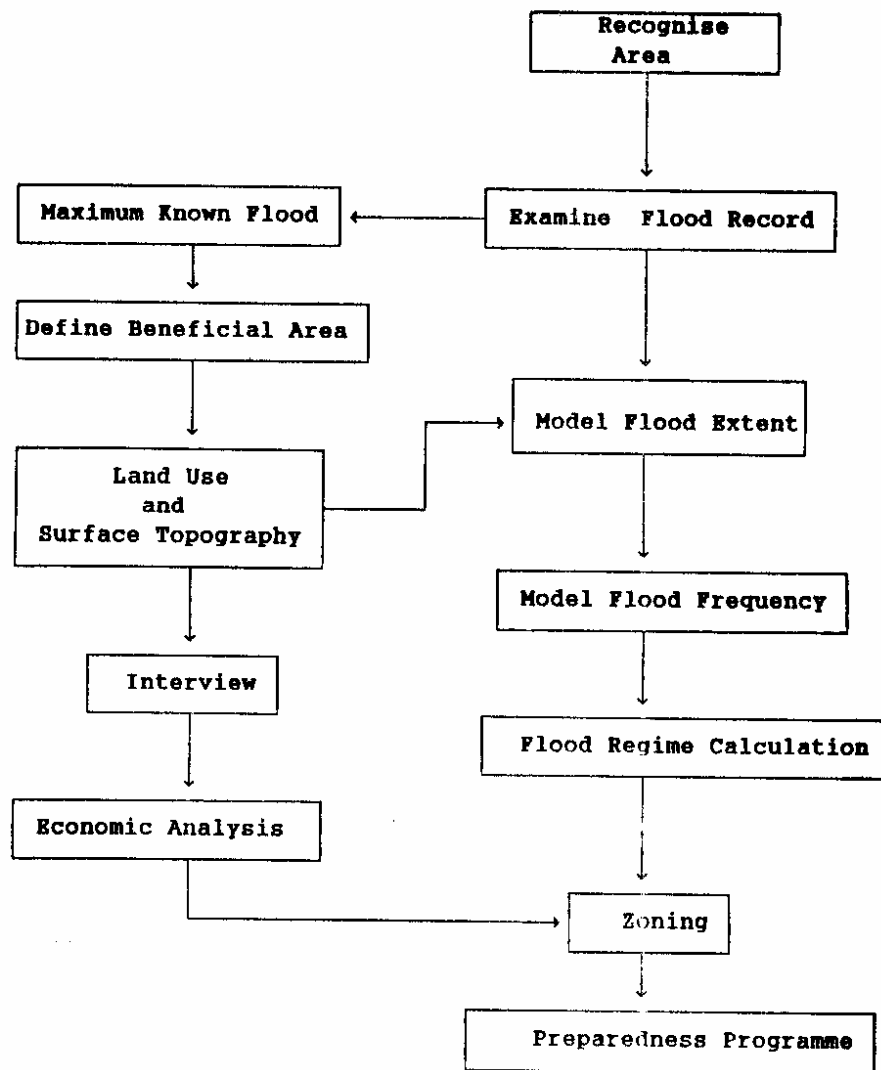 Recognise
Area
Maximum Known Flood
Examine Flood Record
Define Beneficial Area
Model Flood Extent
Land Use
and
Surface Topography
Model Flood Frequency
Interview
Flood Regime Calculation
Economic Analysis
Zoning
Preparedness Programme